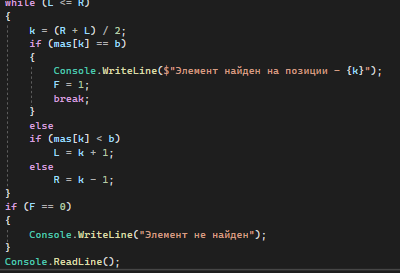 while (L <= R)
{
k = (R + L) / 2;
if (mas[k] == b)
{
Console.WriteLine($"Элемент найден на позиции - {k}");
F = 1;
break;
}
else
if (mas[k] < b)
L = k + 1;
else
R = k - 1;
}
if (F == 0)
{
Console.WriteLine("Элемент не найден");
}
Console.ReadLine();